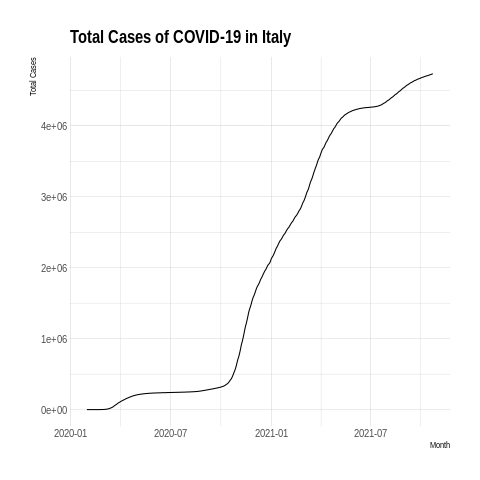 Total Cases of COVID-19 in Italy
Total Cases
4e+06
3e+06
2e+06
1e+06
0e+00
2020-01 2020-07 2021-01 2021-07
Month